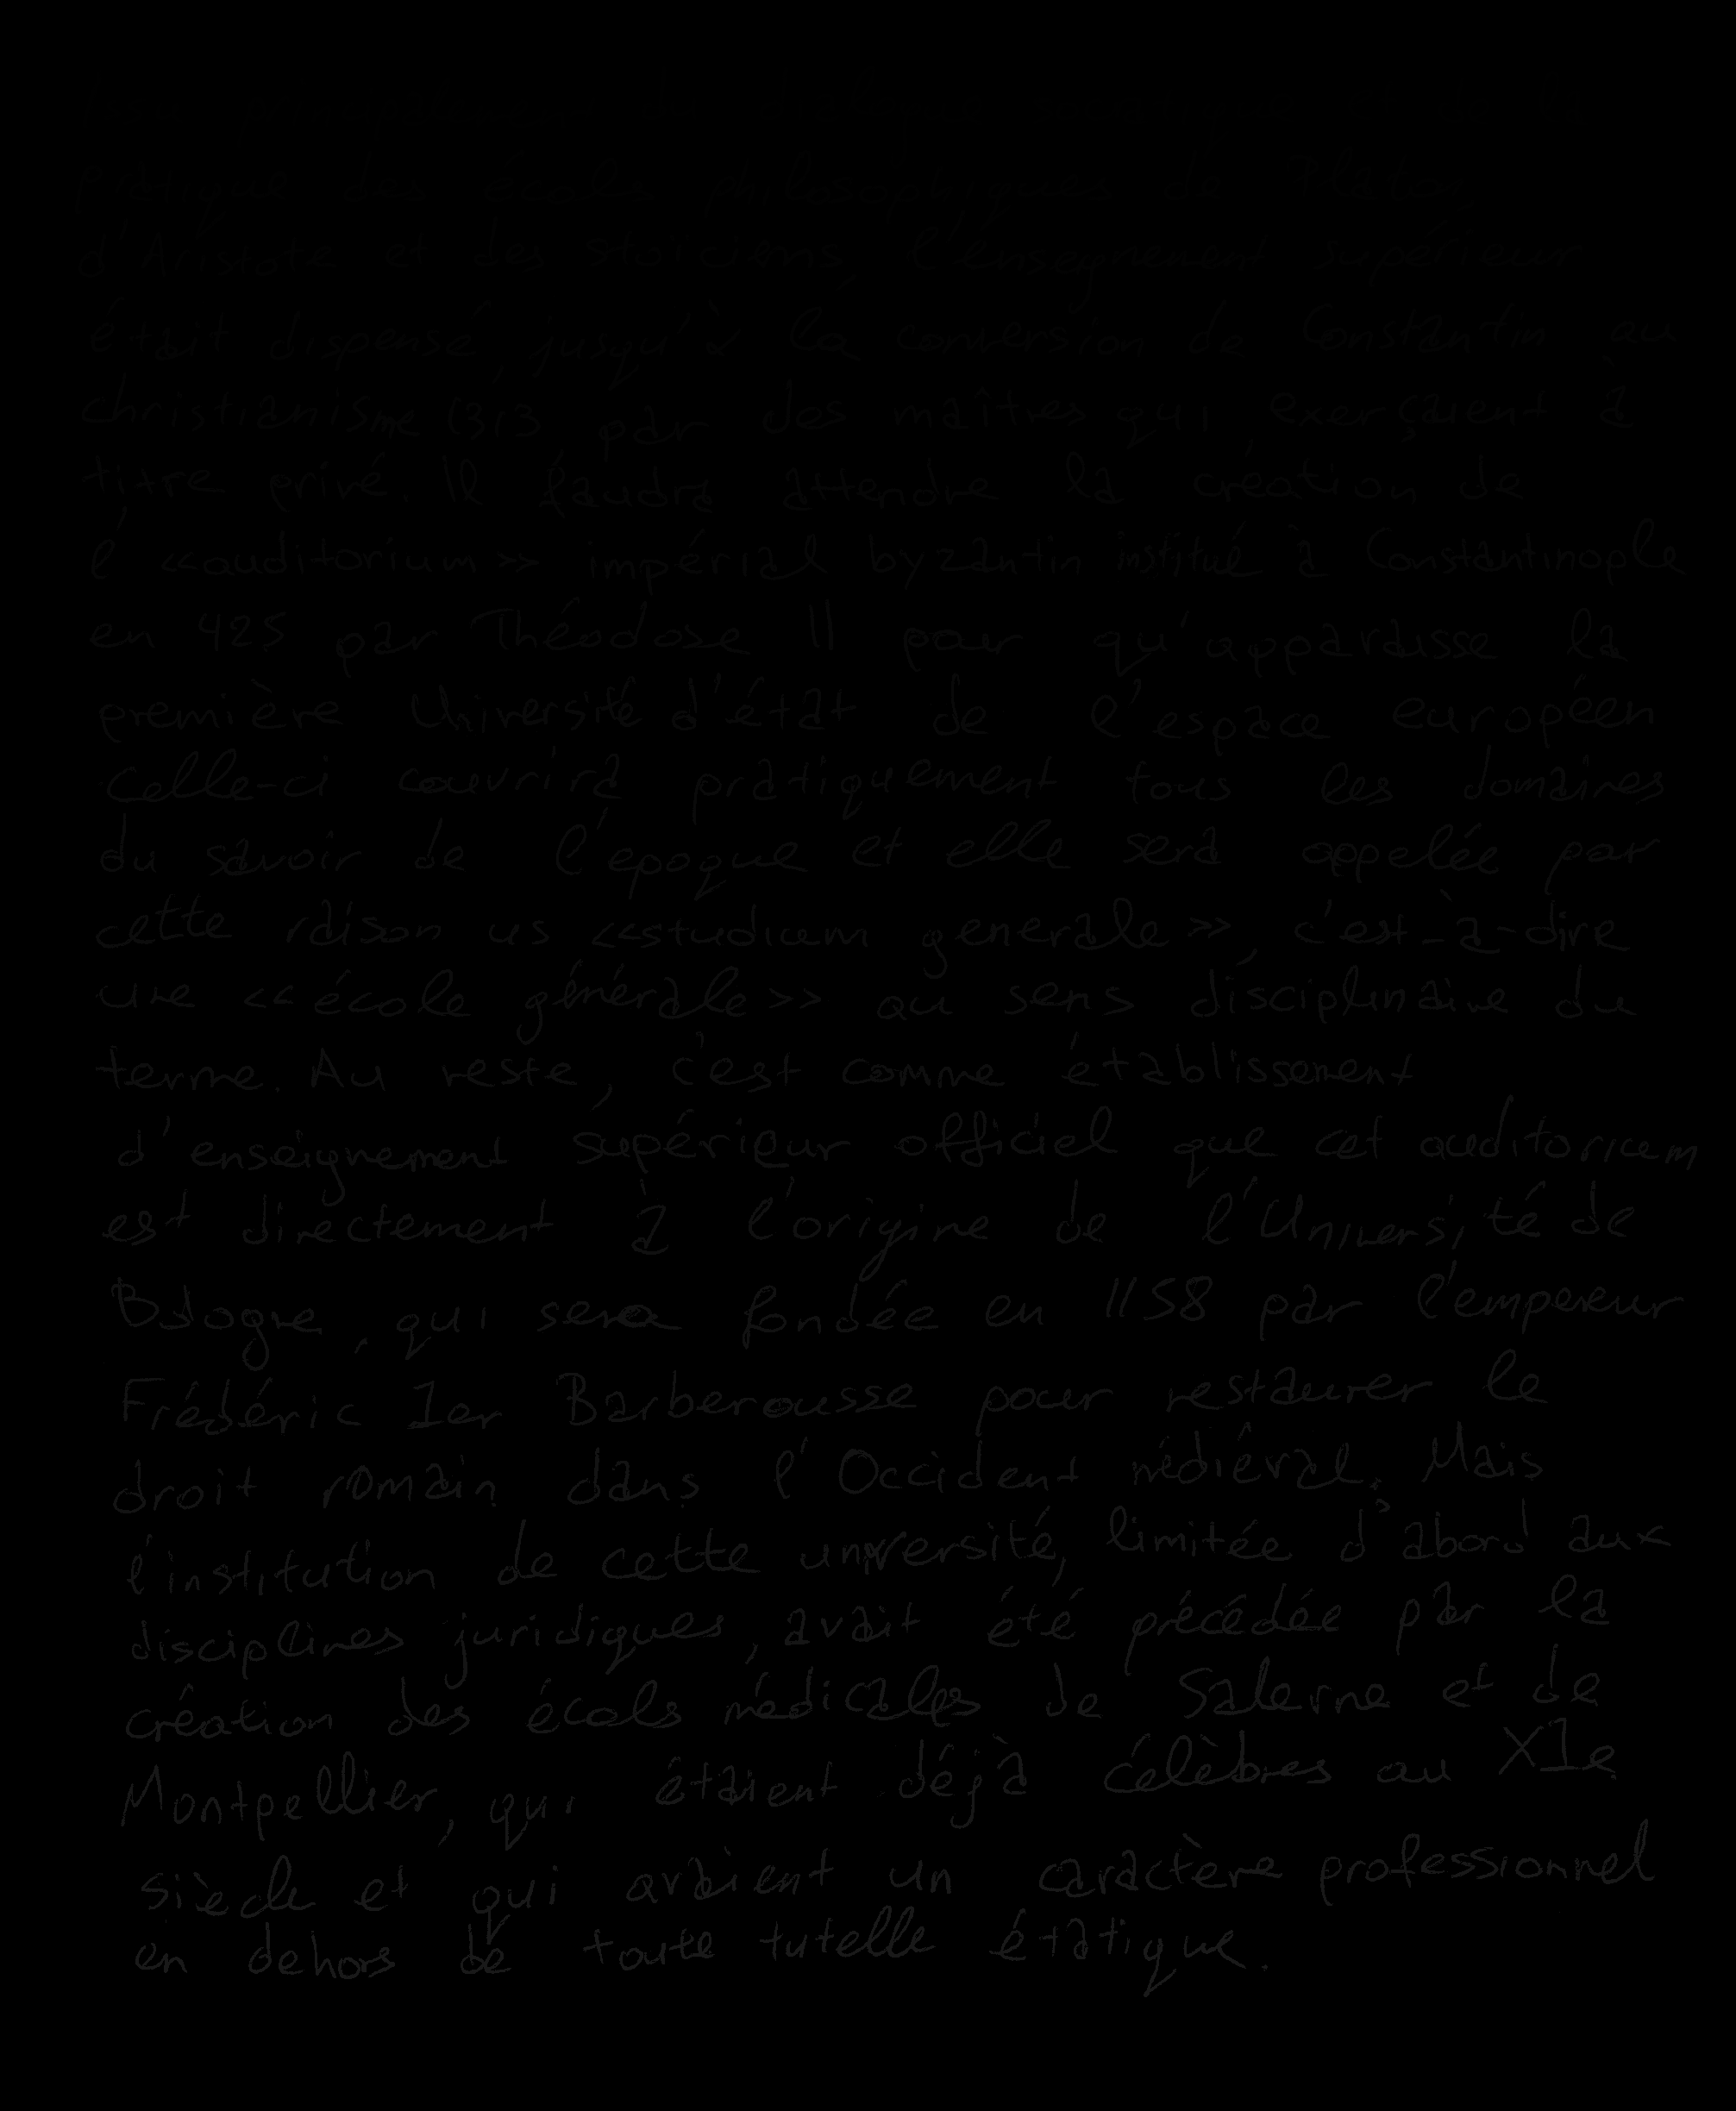 pratique des écoles philosophiques de Platon,
d'Aristote et des stoïciens, l'enseignement supérieur
était dispensé, jusqu'à la conversion de Constantin au
christianisme (313, par des maîtres qui exerçaient à
titre privé. Il faudra attendre la création de
l' <<auditorium>> impérial byzantin institué à Constantinople
en 425 par Théodose II pour qu'apparaisse la
première Université d'état de l'espace européen
Celle-ci couvrira pratiquement tous les domaines
du savoir de l'époque et elle sera appelée par
cette raison us <<studium generale>>, c'est-à-dire
une <<école générale>> au sens disciplinaire du
terme. Au reste, c'est comme établissement
d'enseignement supérieur officiel que cet auditorium
est directement à l'origine de l'Université de
Bologne, qui sera fondée en 1158 par l'empereur
Frédéric 1er Barberousse pour restaurer le
droit romain dans l'Occident médiéval. Mais
l'institution de cette université, limitée d'abord aux
disciplines juridiques, avait été précédée par la
création des écols médicales de Salerne et de
Montpellier, qui étaient déjà célèbres au XIe
siècle et qui avaient un caractère professionnel
en dehors de toute tutelle étatique.